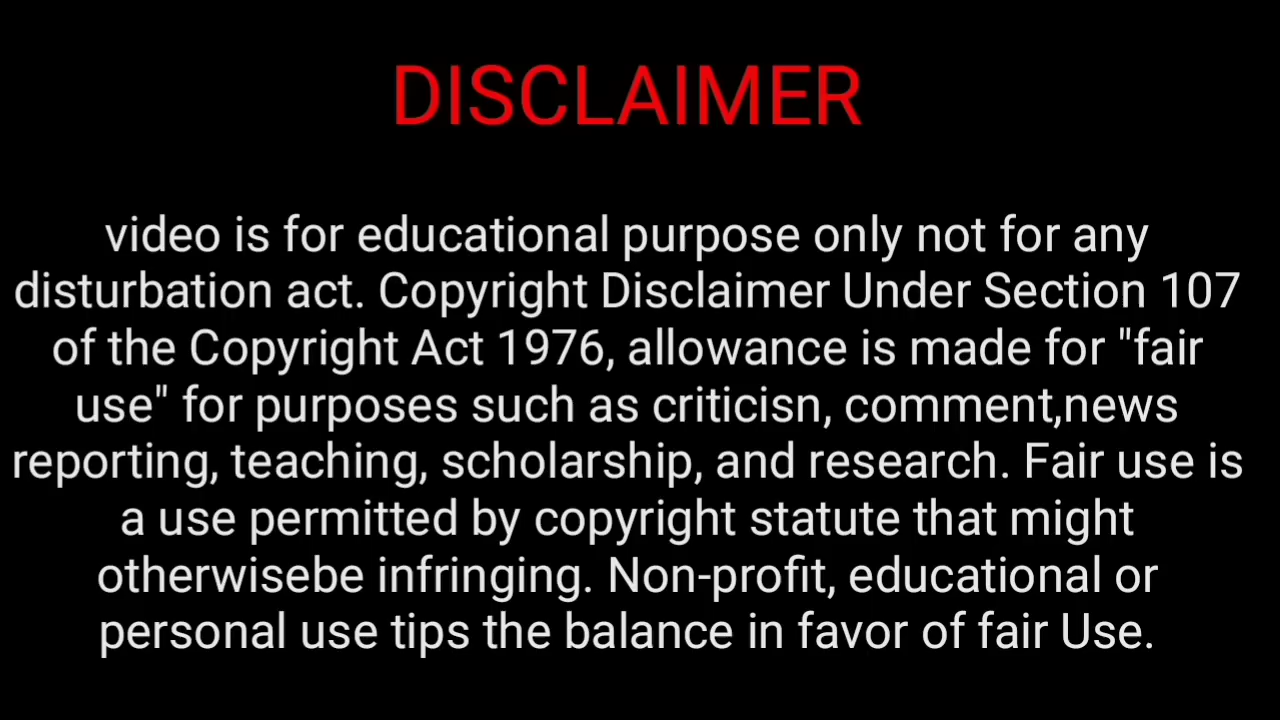 DISCLAIMER
video is for educational purpose only not for any
disturbation act. Copyright Disclaimer Under Section 107
of the Copyright Act 1976, allowance is made for "fair
use" for purposes such as criticisn, comment,news
reporting, teaching, scholarship, and research. Fair use is
a use permitted by copyright statute that might
otherwisebe infringing. Non-profit, educational or
personal use tips the balance in favor of fair Use.